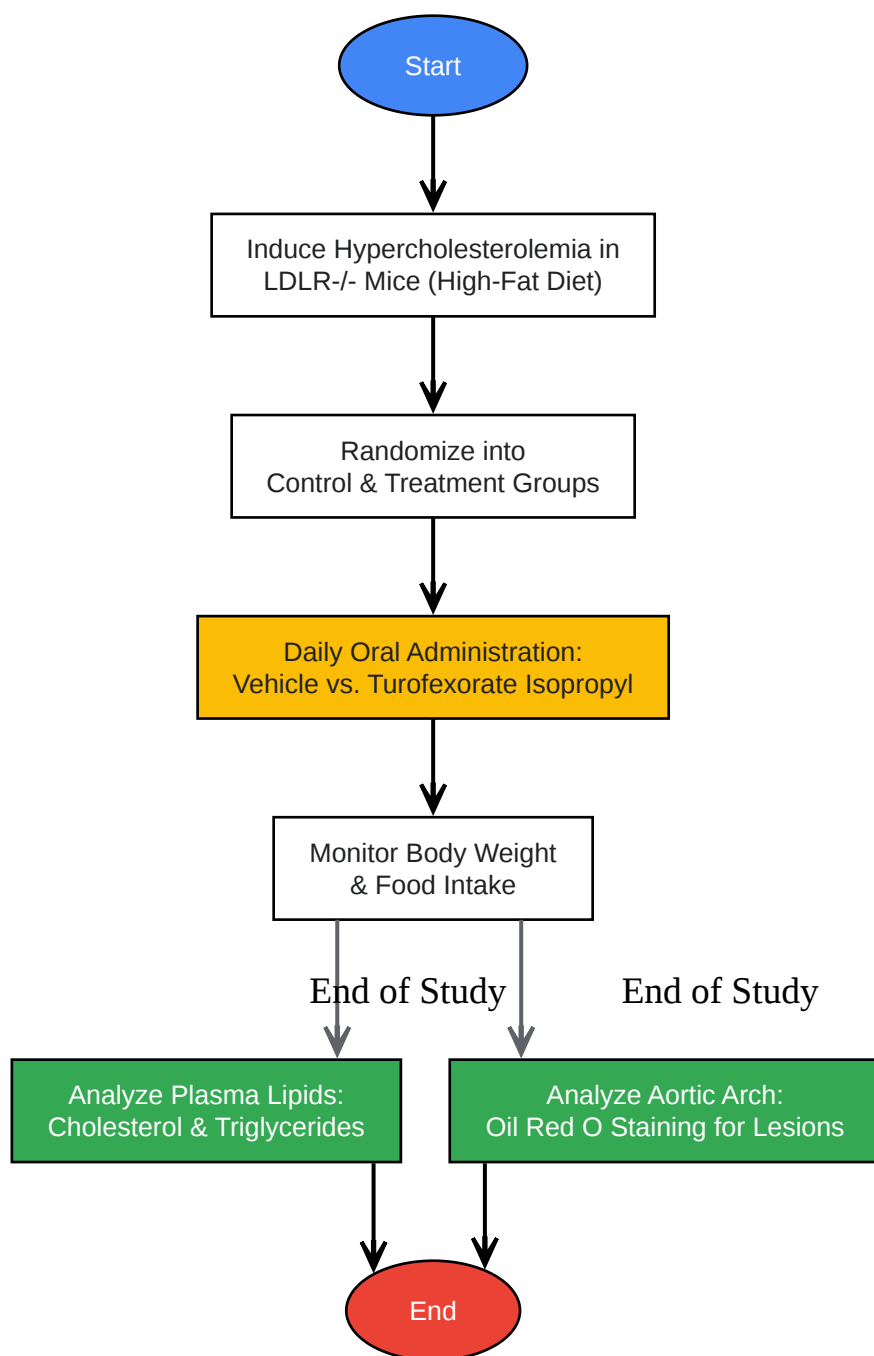 Start
Induce Hypercholesterolemia in
LDLR-/- Mice (High-Fat Diet)
Randomize into
Control & Treatment Groups
Daily Oral Administration:
Vehicle vs. Turofexorate Isopropyl
Monitor Body Weight
& Food Intake
End of Study
End of Study
Analyze Plasma Lipids:
Cholesterol & Triglycerides
Analyze Aortic Arch:
Oil Red O Staining for Lesions
End